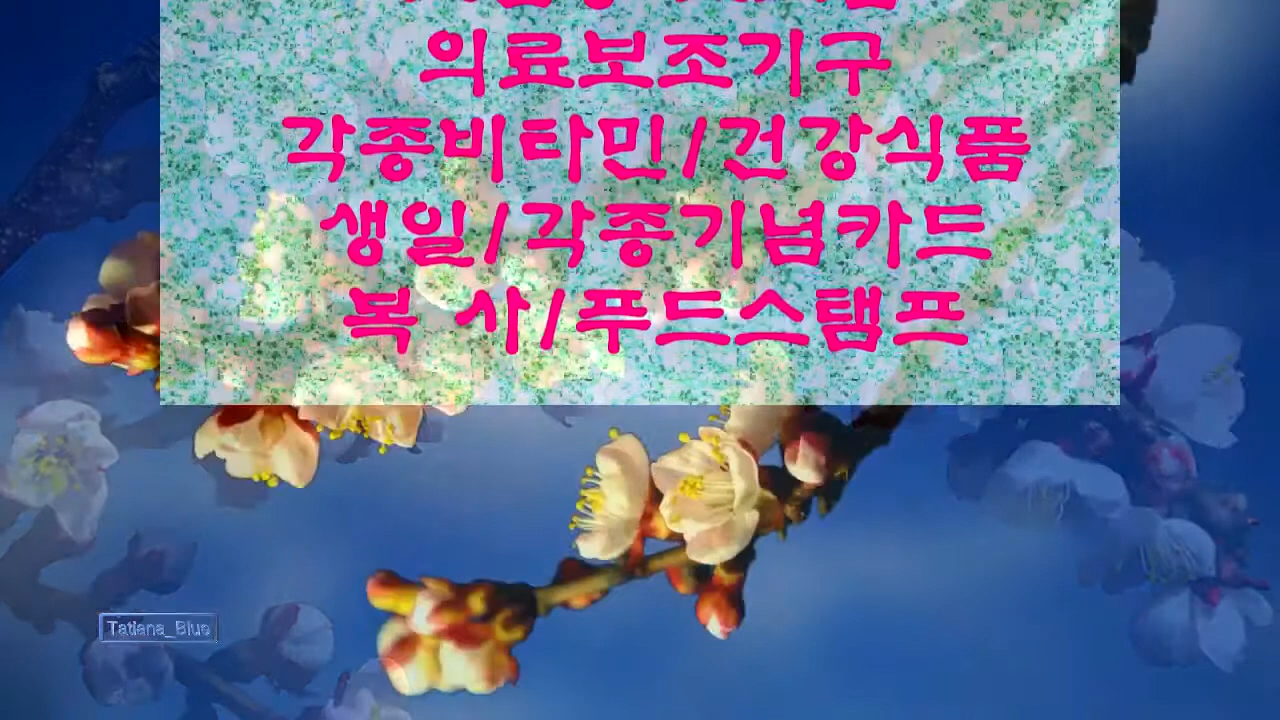 의료보조기구
각종비타민/건강식품
생일/각종기념카드
복 사/푸드스탬프
Tatiana_Blue